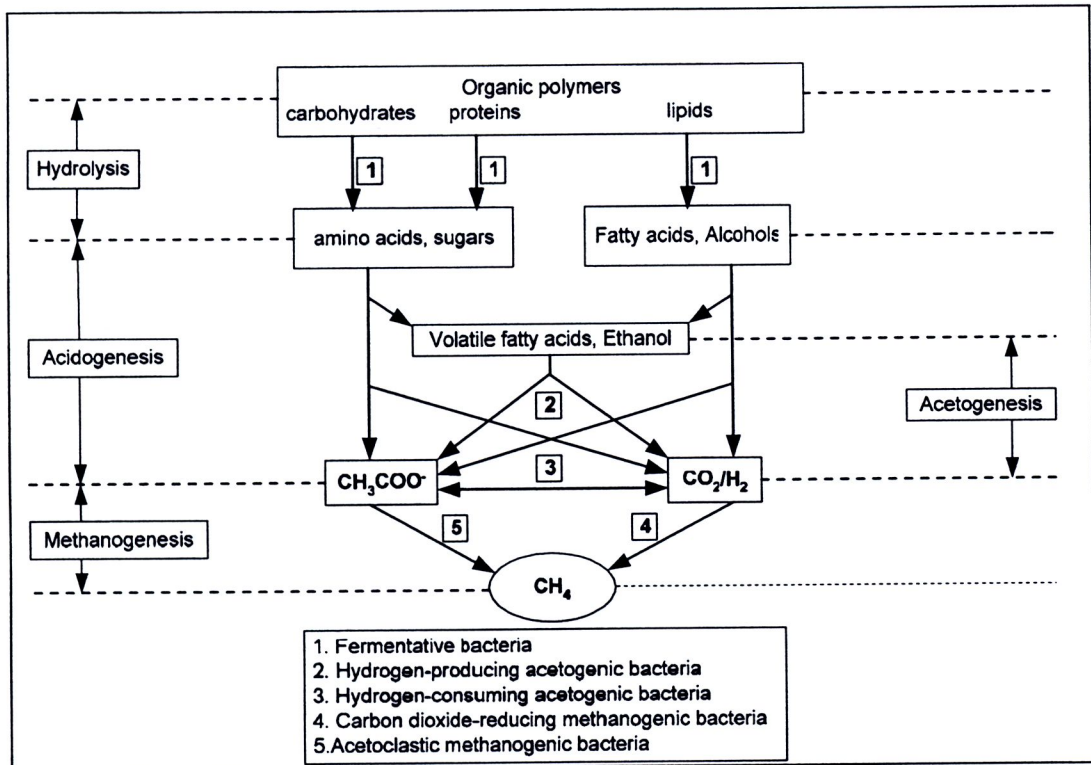 Organic polymers
carbohydrates proteins lipids
Hydrolysis
1 1 1
amino acids, sugars
Fatty acids, Alcohols
Acidogenesis
Volatile fatty acids, Ethanol
Acetogenesis
2
3
CH₃COO⁻
CO₂/H₂
Methanogenesis
5 4
CH₄
1. Fermentative bacteria
2. Hydrogen-producing acetogenic bacteria
3. Hydrogen-consuming acetogenic bacteria
4. Carbon dioxide-reducing methanogenic bacteria
5.Acetoclastic methanogenic bacteria